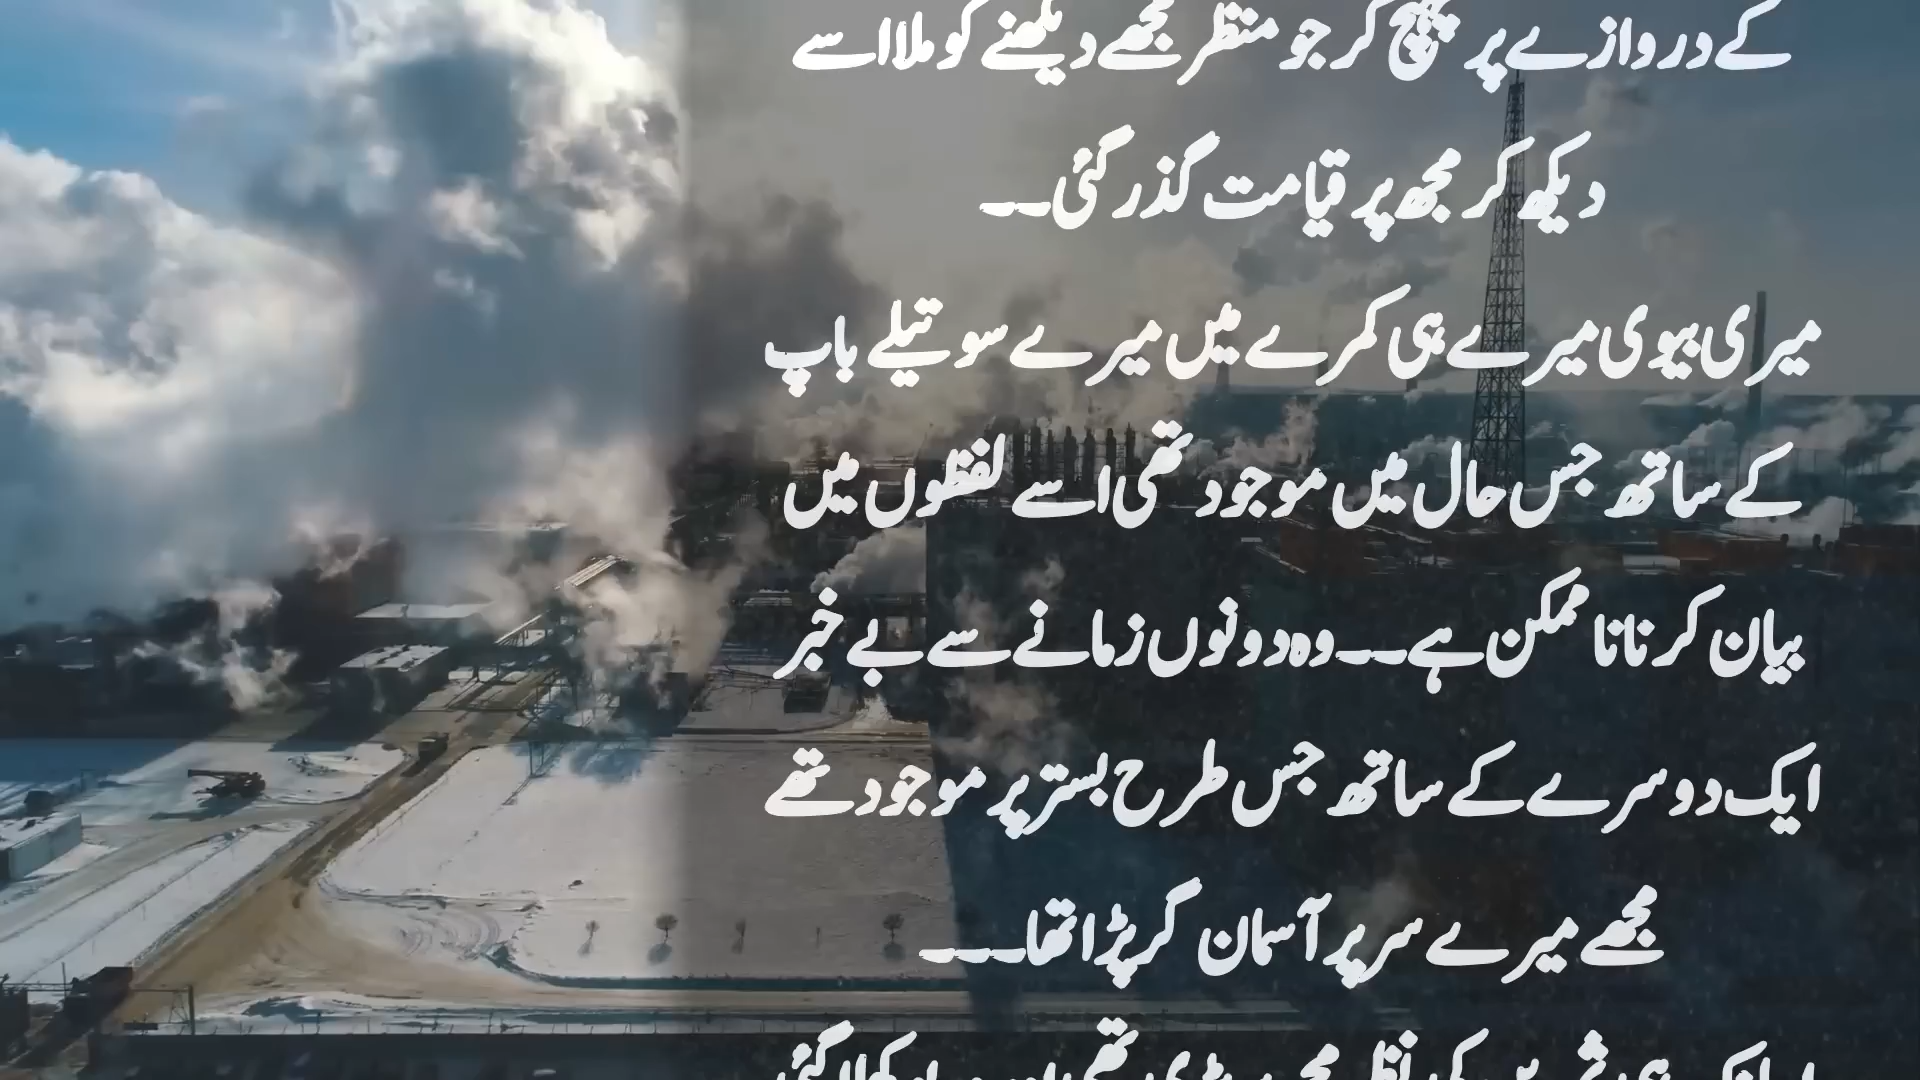 کے دروازے پر پہنچ کر جو منظر مجھے دیکھنے کو ملا اسے
دیکھ کر مجھ پر قیامت گذر گئی ۔۔
میری بیوی میرے ہی کمرے میں میرے سوتیلے باپ
کے ساتھ جس حال میں موجود تھی اسے لفظوں میں
بیان کرنا ناممکن ہے ۔۔ وہ دونوں زمانے سے بے خبر
ایک دوسرے کے ساتھ جس طرح بستر پر موجود تھے
مجھے میرے سر پر آسمان گر پڑا تھا ۔۔۔